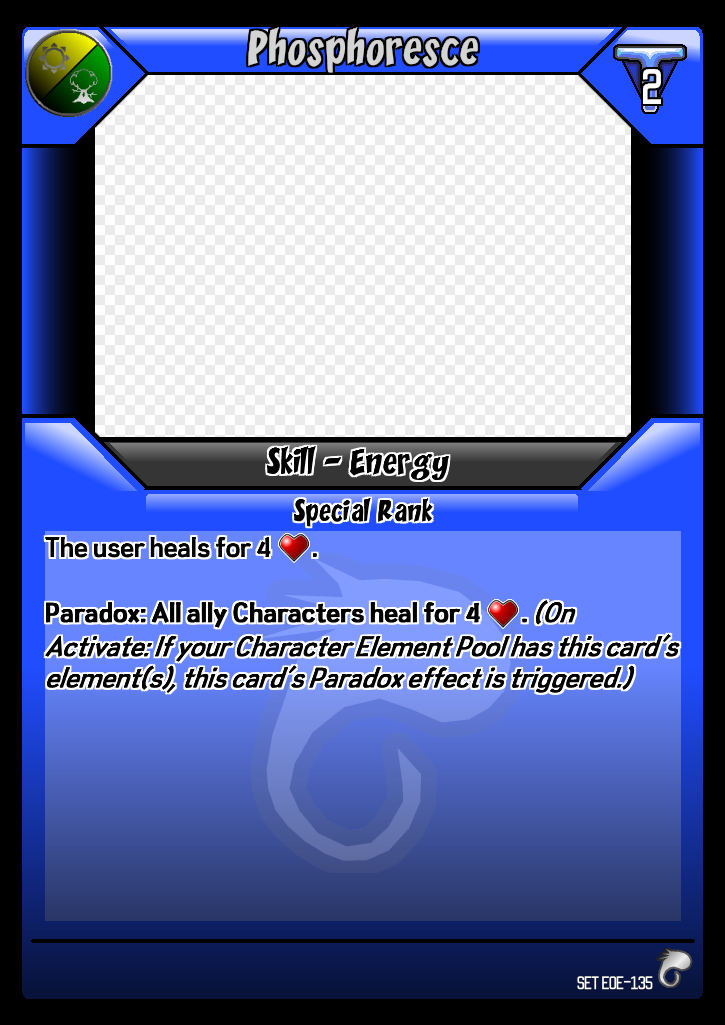 Phosphoresce
2
Skill - Energy
Special Rank
The user heals for 4 .
Paradox: All ally Characters heal for 4 . (On
Activate: If your Character Element Pool has this card's
element(s), this card's Paradox effect is triggered.)
SET EOE-135